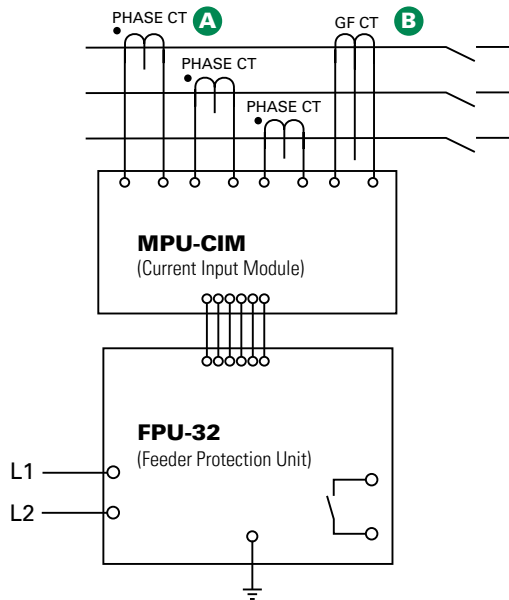 PHASE CT A
GF CT B
PHASE CT
PHASE CT
MPU-CIM
(Current Input Module)
FPU-32
(Feeder Protection Unit)
L1
L2